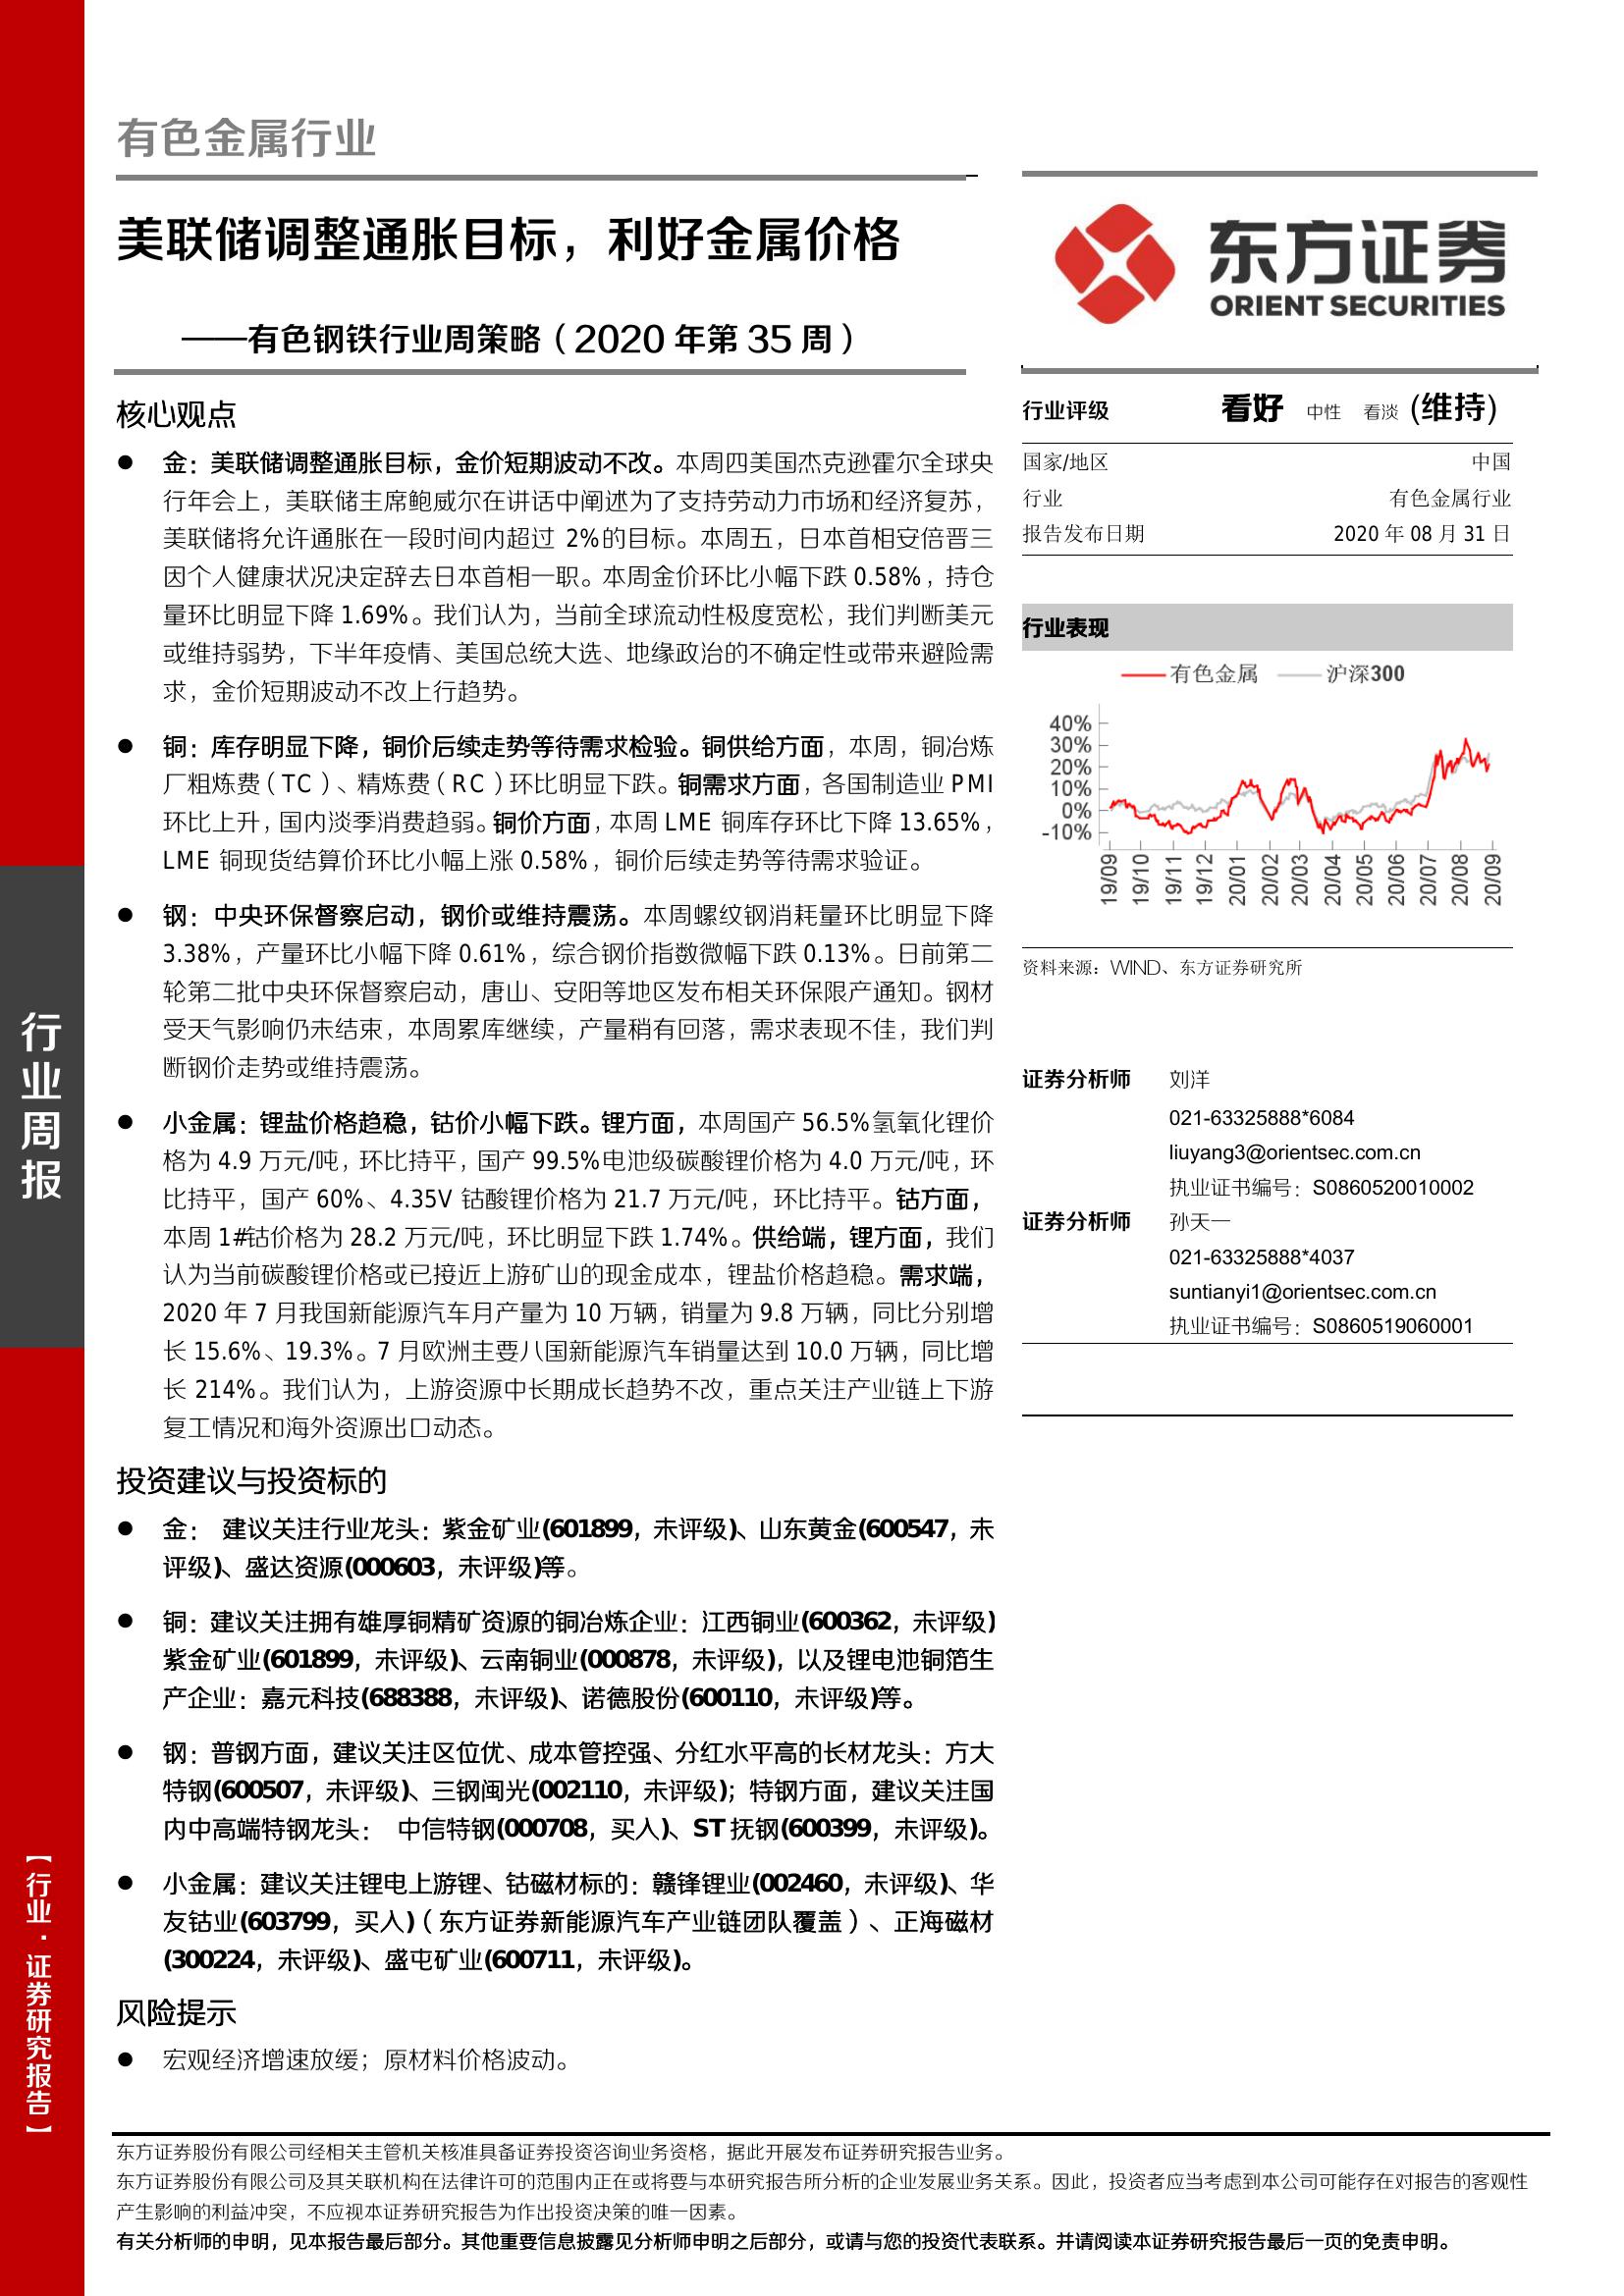 有色金属行业
美联储调整通胀目标，利好金属价格
——有色钢铁行业周策略（2020 年第 35 周）
东方证券
ORIENT SECURITIES
核心观点
● 金：美联储调整通胀目标，金价短期波动不改。本周四美国杰克逊霍尔全球央
行年会上，美联储主席鲍威尔在讲话中阐述为了支持劳动力市场和经济复苏，
美联储将允许通胀在一段时间内超过 2%的目标。本周五，日本首相安倍晋三
因个人健康状况决定辞去日本首相一职。本周金价环比小幅下跌 0.58%，持仓
量环比明显下降 1.69%。我们认为，当前全球流动性极度宽松，我们判断美元
或维持弱势，下半年疫情、美国总统大选、地缘政治的不确定性或带来避险需
求，金价短期波动不改上行趋势。
● 铜：库存明显下降，铜价后续走势等待需求检验。铜供给方面，本周，铜冶炼
厂粗炼费（TC）、精炼费（RC）环比明显下跌。铜需求方面，各国制造业 PMI
环比上升，国内淡季消费趋弱。铜价方面，本周 LME 铜库存环比下降 13.65%，
LME 铜现货结算价环比小幅上涨 0.58%，铜价后续走势等待需求验证。
● 钢：中央环保督察启动，钢价或维持震荡。本周螺纹钢消耗量环比明显下降
3.38%，产量环比小幅下降 0.61%，综合钢价指数微幅下跌 0.13%。日前第二
轮第二批中央环保督察启动，唐山、安阳等地区发布相关环保限产通知。钢材
受天气影响仍未结束，本周累库继续，产量稍有回落，需求表现不佳，我们判
断钢价走势或维持震荡。
● 小金属：锂盐价格趋稳，钴价小幅下跌。锂方面，本周国产 56.5%氢氧化锂价
格为 4.9 万元/吨，环比持平，国产 99.5%电池级碳酸锂价格为 4.0 万元/吨，环
比持平，国产 60%、4.35V 钴酸锂价格为 21.7 万元/吨，环比持平。钴方面，
本周 1#钴价格为 28.2 万元/吨，环比明显下跌 1.74%。供给端，锂方面，我们
认为当前碳酸锂价格或已接近上游矿山的现金成本，锂盐价格趋稳。需求端，
2020 年 7 月我国新能源汽车月产量为 10 万辆，销量为 9.8 万辆，同比分别增
长 15.6%、19.3%。7 月欧洲主要八国新能源汽车销量达到 10.0 万辆，同比增
长 214%。我们认为，上游资源中长期成长趋势不改，重点关注产业链上下游
复工情况和海外资源出口动态。
投资建议与投资标的
● 金： 建议关注行业龙头：紫金矿业(601899，未评级)、山东黄金(600547，未
评级)、盛达资源(000603，未评级)等。
● 铜：建议关注拥有雄厚铜精矿资源的铜冶炼企业：江西铜业(600362，未评级)
紫金矿业(601899，未评级)、云南铜业(000878，未评级)，以及锂电池铜箔生
产企业：嘉元科技(688388，未评级)、诺德股份(600110，未评级)等。
● 钢：普钢方面，建议关注区位优、成本管控强、分红水平高的长材龙头：方大
特钢(600507，未评级)、三钢闽光(002110，未评级)；特钢方面，建议关注国
内中高端特钢龙头： 中信特钢(000708，买入)、ST 抚钢(600399，未评级)。
● 小金属：建议关注锂电上游锂、钴磁材标的：赣锋锂业(002460，未评级)、华
友钴业(603799，买入)（东方证券新能源汽车产业链团队覆盖）、正海磁材
(300224，未评级)、盛屯矿业(600711，未评级)。
风险提示
● 宏观经济增速放缓；原材料价格波动。
行业评级 看好 中性 看淡 (维持)
国家/地区 中国
行业 有色金属行业
报告发布日期 2020 年 08 月 31 日
行业表现
有色金属 沪深300
40%
30%
20%
10%
0%
-10%
19/09 19/10 19/11 19/12 20/01 20/02 20/03 20/04 20/05 20/06 20/07 20/08 20/09
资料来源：WIND、东方证券研究所
证券分析师 刘洋
021-63325888*6084
liuyang3@orientsec.com.cn
执业证书编号：S0860520010002
证券分析师 孙天一
021-63325888*4037
suntianyi1@orientsec.com.cn
执业证书编号：S0860519060001
行业周报
【行业·证券研究报告】
东方证券股份有限公司经相关主管机关核准具备证券投资咨询业务资格，据此开展发布证券研究报告业务。
东方证券股份有限公司及其关联机构在法律许可的范围内正在或将要与本研究报告所分析的企业发展业务关系。因此，投资者应当考虑到本公司可能存在对报告的客观性
产生影响的利益冲突，不应视本证券研究报告为作出投资决策的唯一因素。
有关分析师的申明，见本报告最后部分。其他重要信息披露见分析师申明之后部分，或请与您的投资代表联系。并请阅读本证券研究报告最后一页的免责申明。